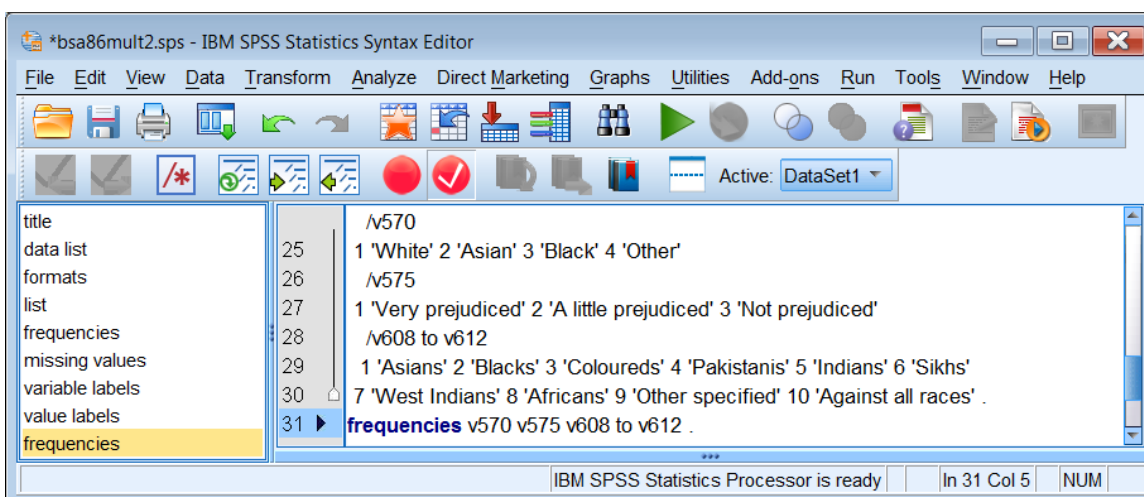 *bsa86mult2.sps - IBM SPSS Statistics Syntax Editor
File Edit View Data Transform Analyze Direct Marketing Graphs Utilities Add-ons Run Tools Window Help
/* Active: DataSet1
title
data list
formats
list
frequencies
missing values
variable labels
value labels
frequencies
/v570
25 1 'White' 2 'Asian' 3 'Black' 4 'Other'
26 /v575
27 1 'Very prejudiced' 2 'A little prejudiced' 3 'Not prejudiced'
28 /v608 to v612
29 1 'Asians' 2 'Blacks' 3 'Coloureds' 4 'Pakistanis' 5 'Indians' 6 'Sikhs'
30 7 'West Indians' 8 'Africans' 9 'Other specified' 10 'Against all races' .
31 frequencies v570 v575 v608 to v612 .
IBM SPSS Statistics Processor is ready In 31 Col 5 NUM